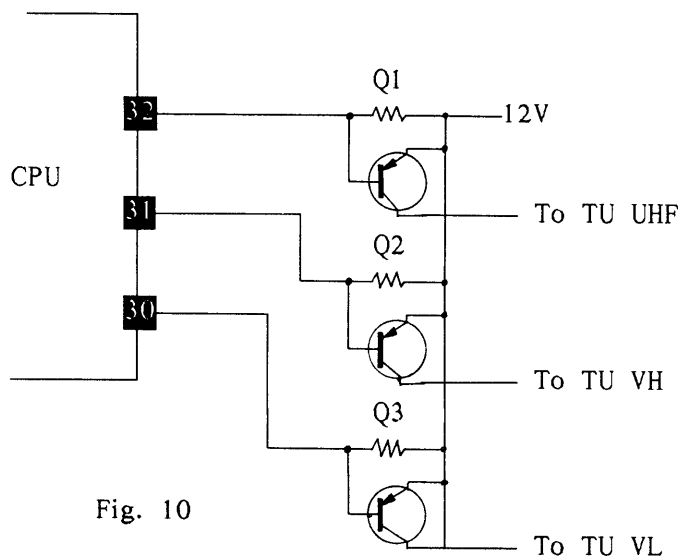 Q1
32
12V
CPU
31
To TU UHF
Q2
30
To TU VH
Q3
Fig. 10
To TU VL